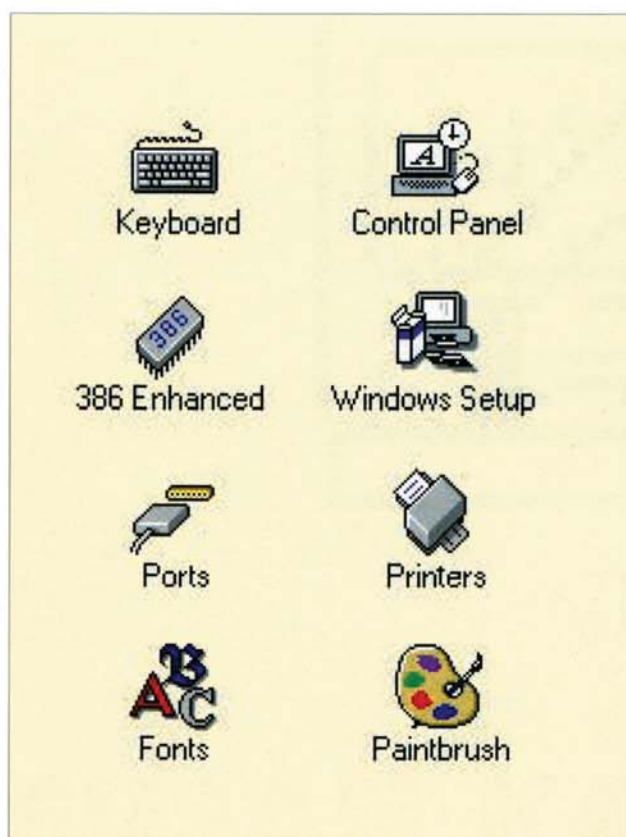 Keyboard
Control Panel
A
386
386 Enhanced
Windows Setup
Ports
Printers
B
A
C
Fonts
Paintbrush